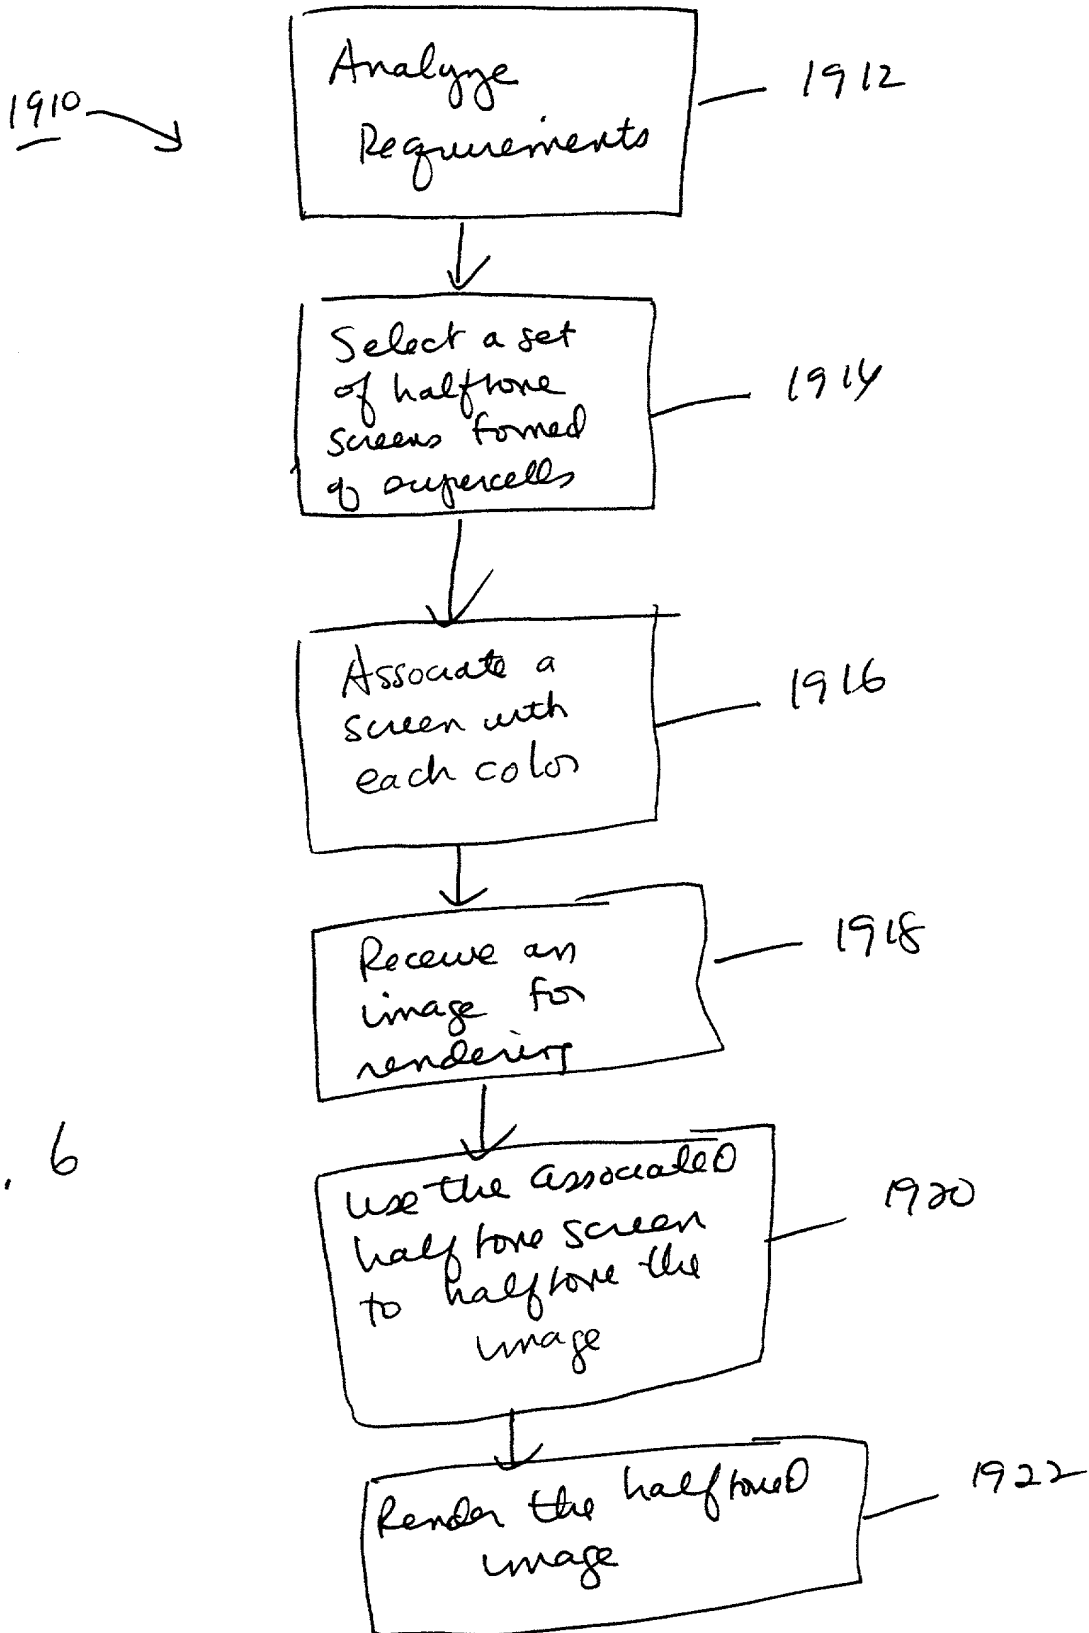 1910
Analyze
Requirements
1912
Select a set
of halftone
screens formed
of supercells
1914
Associate a
screen with
each color
1916
Receive an
image for
rendering
1918
. 6
Use the associated
halftone screen
to halftone the
image
1920
Render the halftoned
image
1922